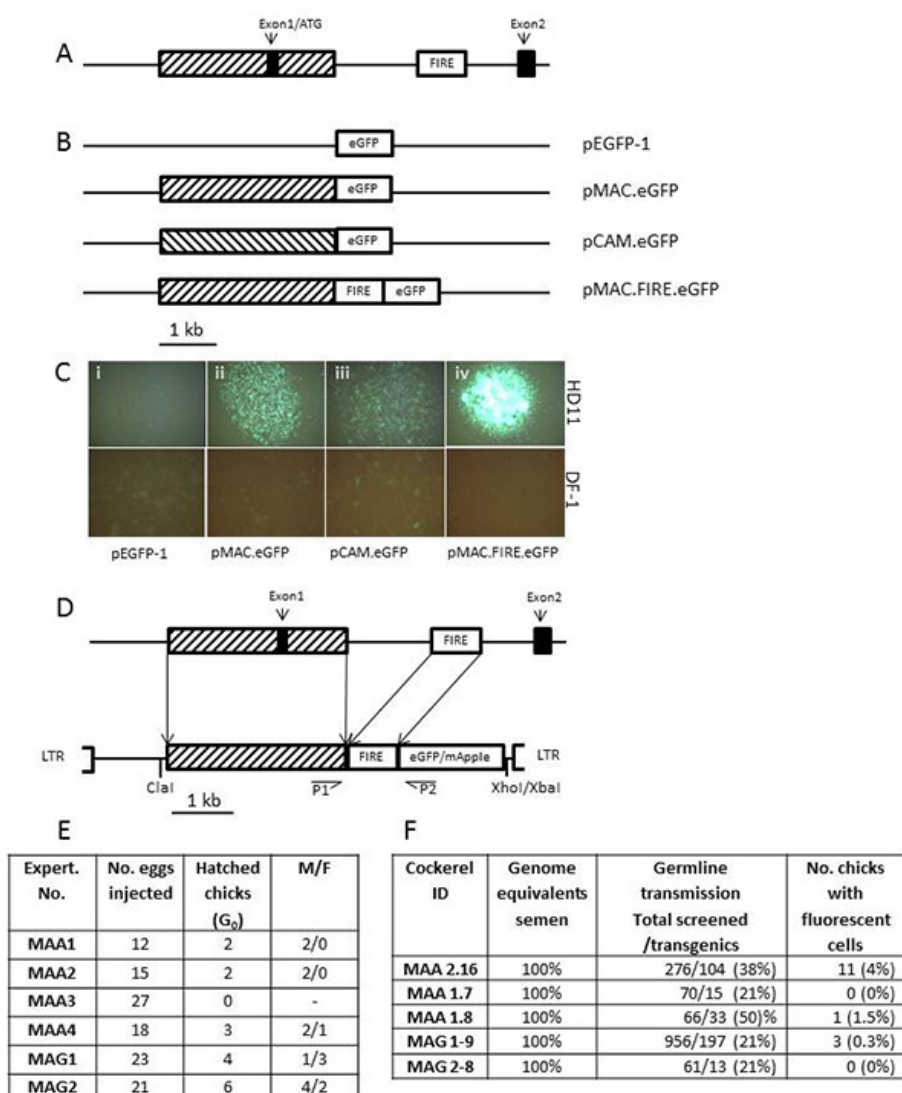 A
Exon1/ATG
Exon2
FIRE
B
eGFP
pEGFP-1
eGFP
pMAC.eGFP
eGFP
pCAM.eGFP
FIRE eGFP
pMAC.FIRE.eGFP
1 kb
C
i ii iii iv
HD11
DF-1
pEGFP-1 pMAC.eGFP pCAM.eGFP pMAC.FIRE.eGFP
D
Exon1
Exon2
FIRE
LTR FIRE eGFP/mApple LTR
ClaI P1 P2 XhoI/XbaI
1 kb
E
Expert. No. No. eggs injected Hatched chicks (G₀) M/F
MAA1 12 2 2/0
MAA2 15 2 2/0
MAA3 27 0 -
MAA4 18 3 2/1
MAG1 23 4 1/3
MAG2 21 6 4/2
F
Cockerel ID Genome equivalents semen Germline transmission Total screened /transgenics No. chicks with fluorescent cells
MAA 2.16 100% 276/104 (38%) 11 (4%)
MAA 1.7 100% 70/15 (21%) 0 (0%)
MAA 1.8 100% 66/33 (50)% 1 (1.5%)
MAG 1-9 100% 956/197 (21%) 3 (0.3%)
MAG 2-8 100% 61/13 (21%) 0 (0%)